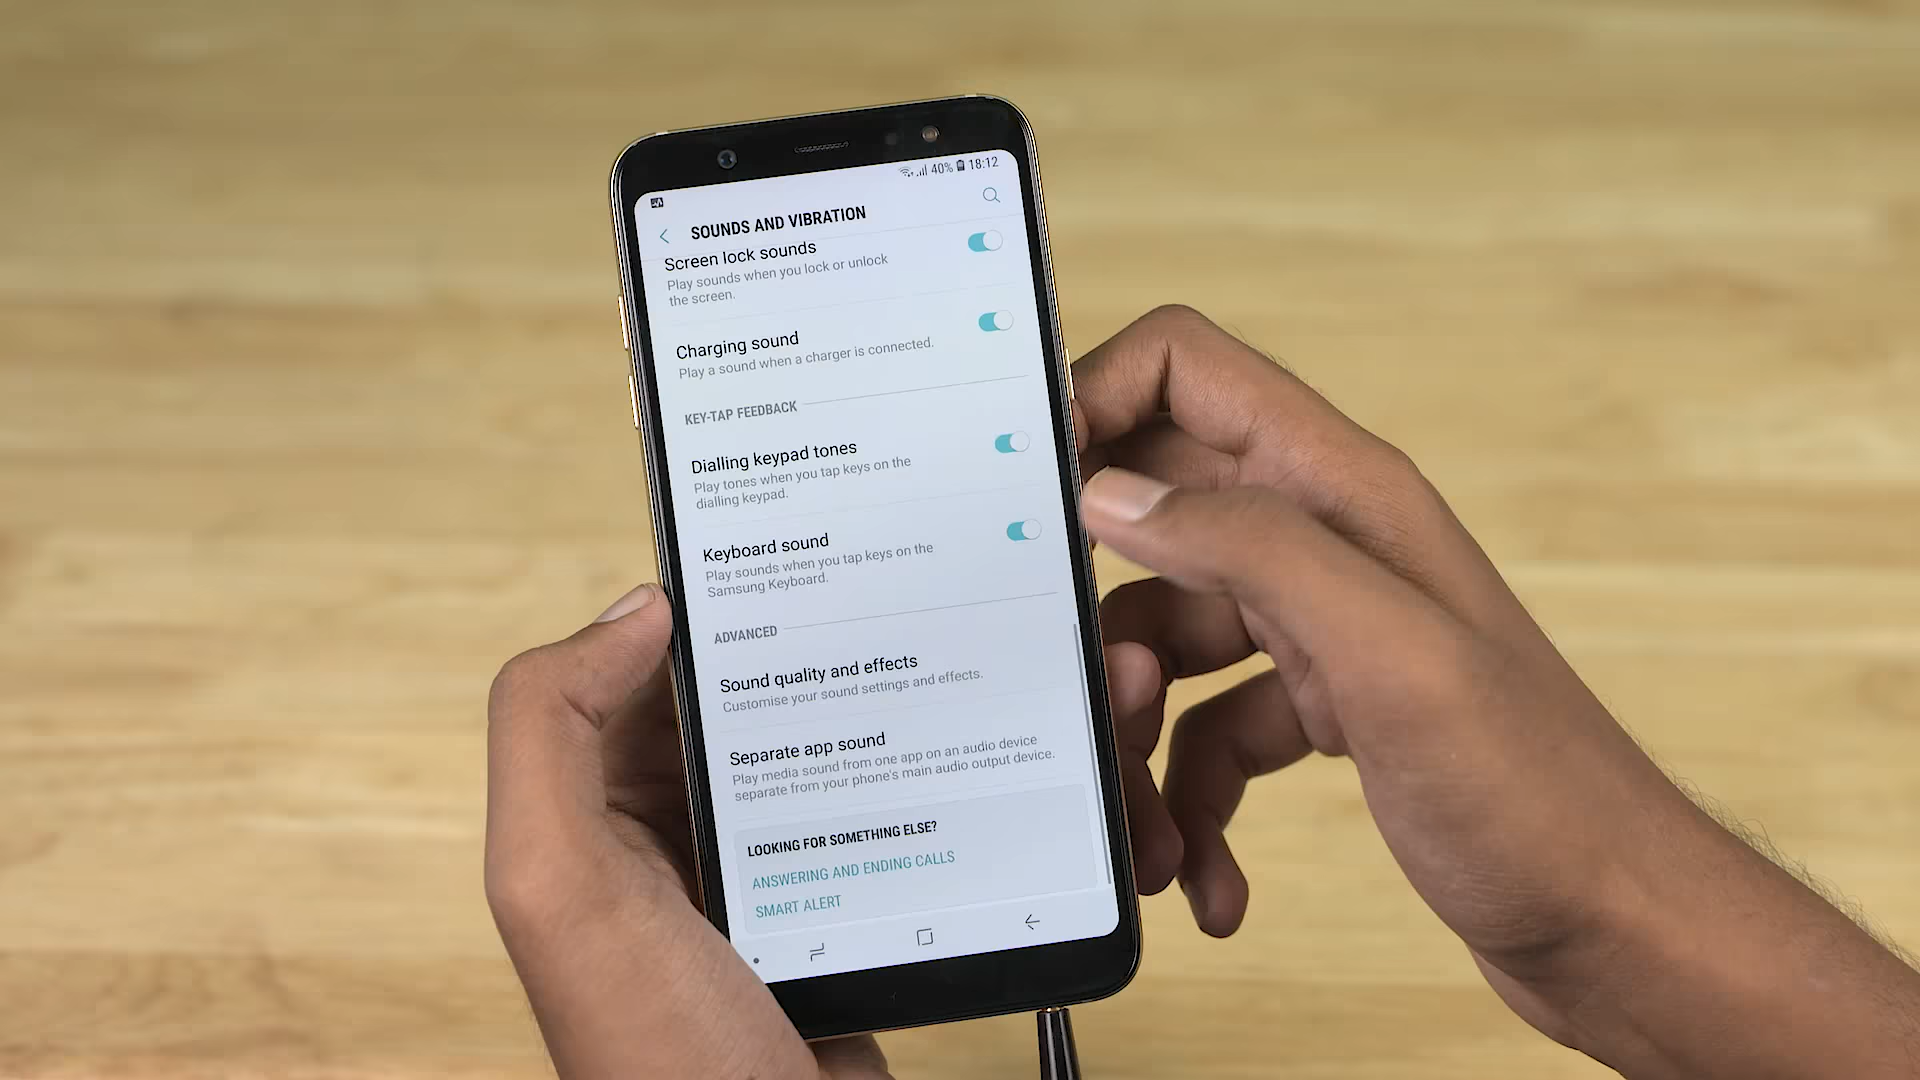 40% 18:12
SOUNDS AND VIBRATION
Screen lock sounds
Play sounds when you lock or unlock
the screen.
Charging sound
Play a sound when a charger is connected.
KEY-TAP FEEDBACK
Dialling keypad tones
Play tones when you tap keys on the
dialling keypad.
Keyboard sound
Play sounds when you tap keys on the
Samsung Keyboard.
ADVANCED
Sound quality and effects
Customise your sound settings and effects.
Separate app sound
Play media sound from one app on an audio device
separate from your phone's main audio output device.
LOOKING FOR SOMETHING ELSE?
ANSWERING AND ENDING CALLS
SMART ALERT